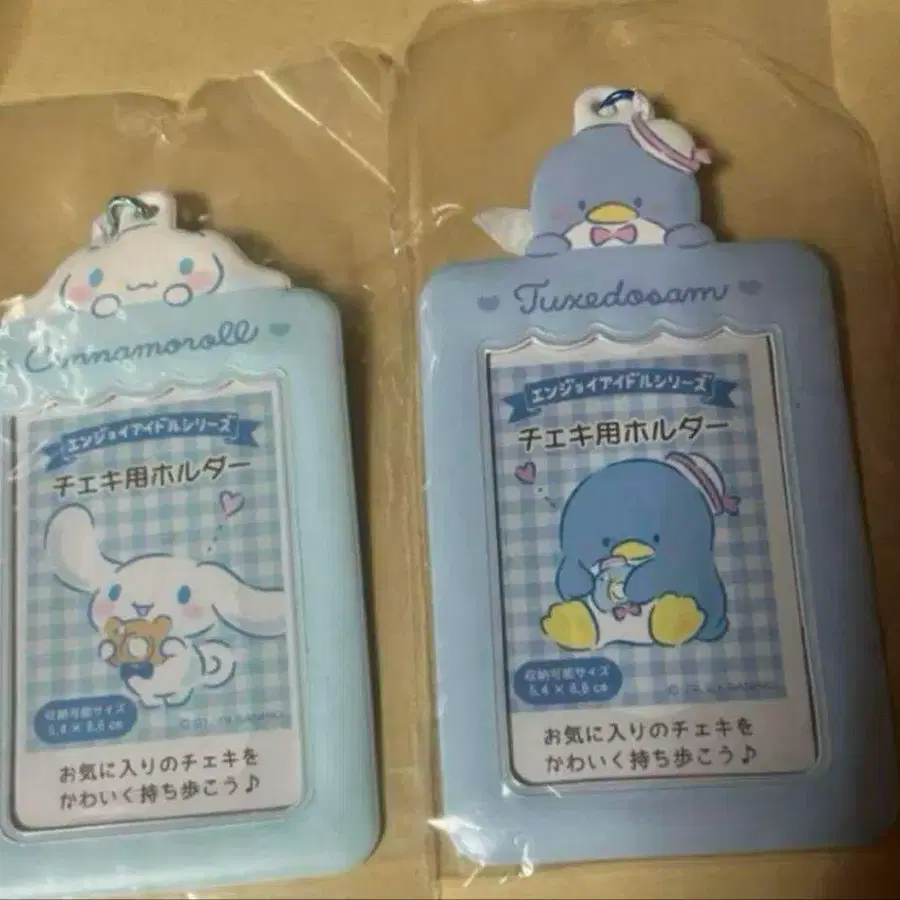 Cinnamoroll
エンジョイアイドルシリーズ
チェキ用ホルダー
収納可能サイズ
5.4×8.6cm
お気に入りのチェキを
かわいく持ち歩こう♪
Tuxedosam
エンジョイアイドルシリーズ
チェキ用ホルダー
収納可能サイズ
5.4×8.6cm
お気に入りのチェキを
かわいく持ち歩こう♪